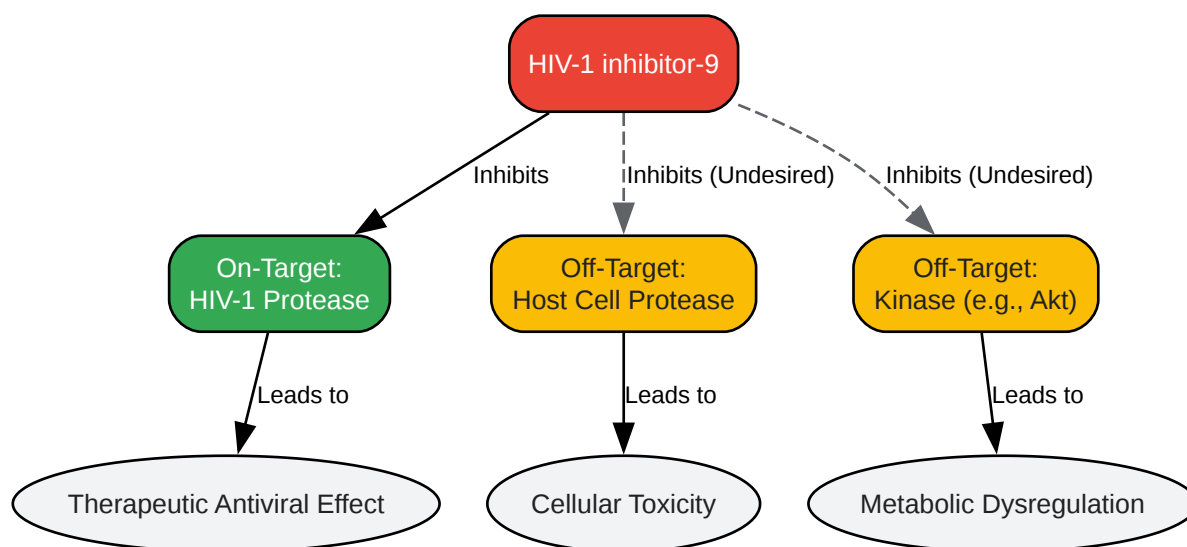 HIV-1 inhibitor-9
Inhibits
Inhibits (Undesired)
Inhibits (Undesired)
On-Target:
HIV-1 Protease
Off-Target:
Host Cell Protease
Off-Target:
Kinase (e.g., Akt)
Leads to
Leads to
Leads to
Therapeutic Antiviral Effect
Cellular Toxicity
Metabolic Dysregulation